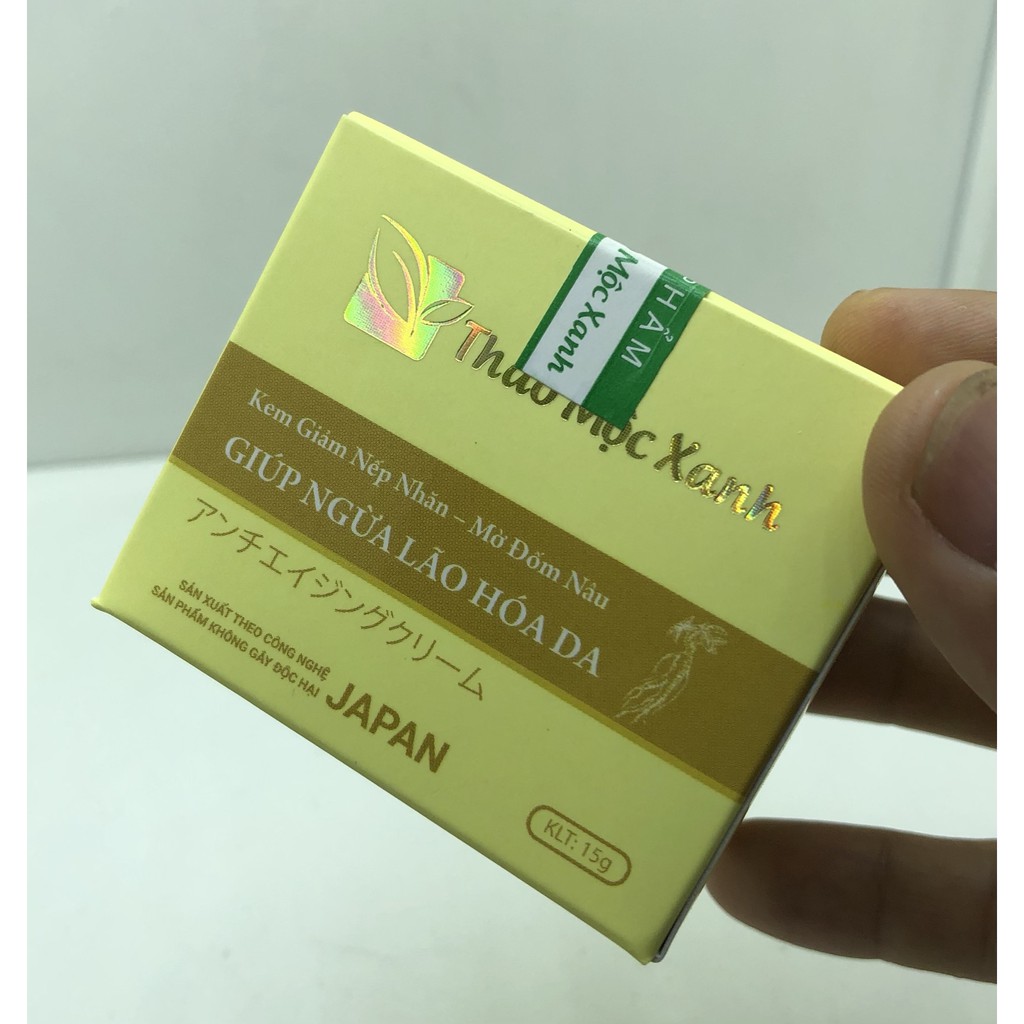 Thảo Mộc Xanh
Mộc Xanh
HẨM
Kem Giảm Nếp Nhăn – Mờ Đốm Nâu
GIÚP NGỪA LÃO HÓA DA
アンチエイジングクリーム
SẢN XUẤT THEO CÔNG NGHỆ
SẢN PHẨM KHÔNG GÂY ĐỘC HẠI
JAPAN
KLT: 15g